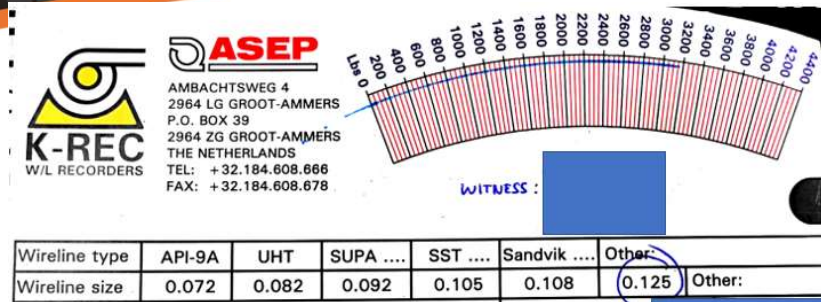 ASEP
K-REC
W/L RECORDERS
AMBACHTSWEG 4
2964 LG GROOT-AMMERS
P.O. BOX 39
2964 ZG GROOT-AMMERS
THE NETHERLANDS
TEL: +32.184.608.666
FAX: +32.184.608.678
Lbs 0 200 400 600 800 1000 1200 1400 1600 1800 2000 2200 2400 2600 2800 3000 3200 3400 3600 3800 4000 4200 4400
WITNESS:
Wireline type API-9A UHT SUPA .... SST .... Sandvik .... Other:
Wireline size 0.072 0.082 0.092 0.105 0.108 0.125 Other: